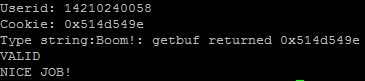 Userid: 14210240058
Cookie: 0x514d549e
Type string:Boom!: getbuf returned 0x514d549e
VALID
NICE JOB!